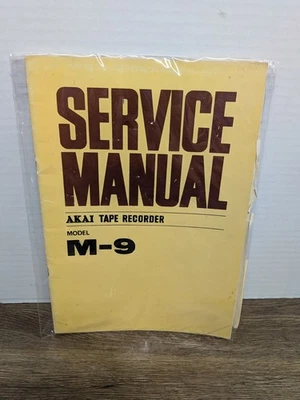 SERVICE
MANUAL
AKAI TAPE RECORDER
MODEL
M-9